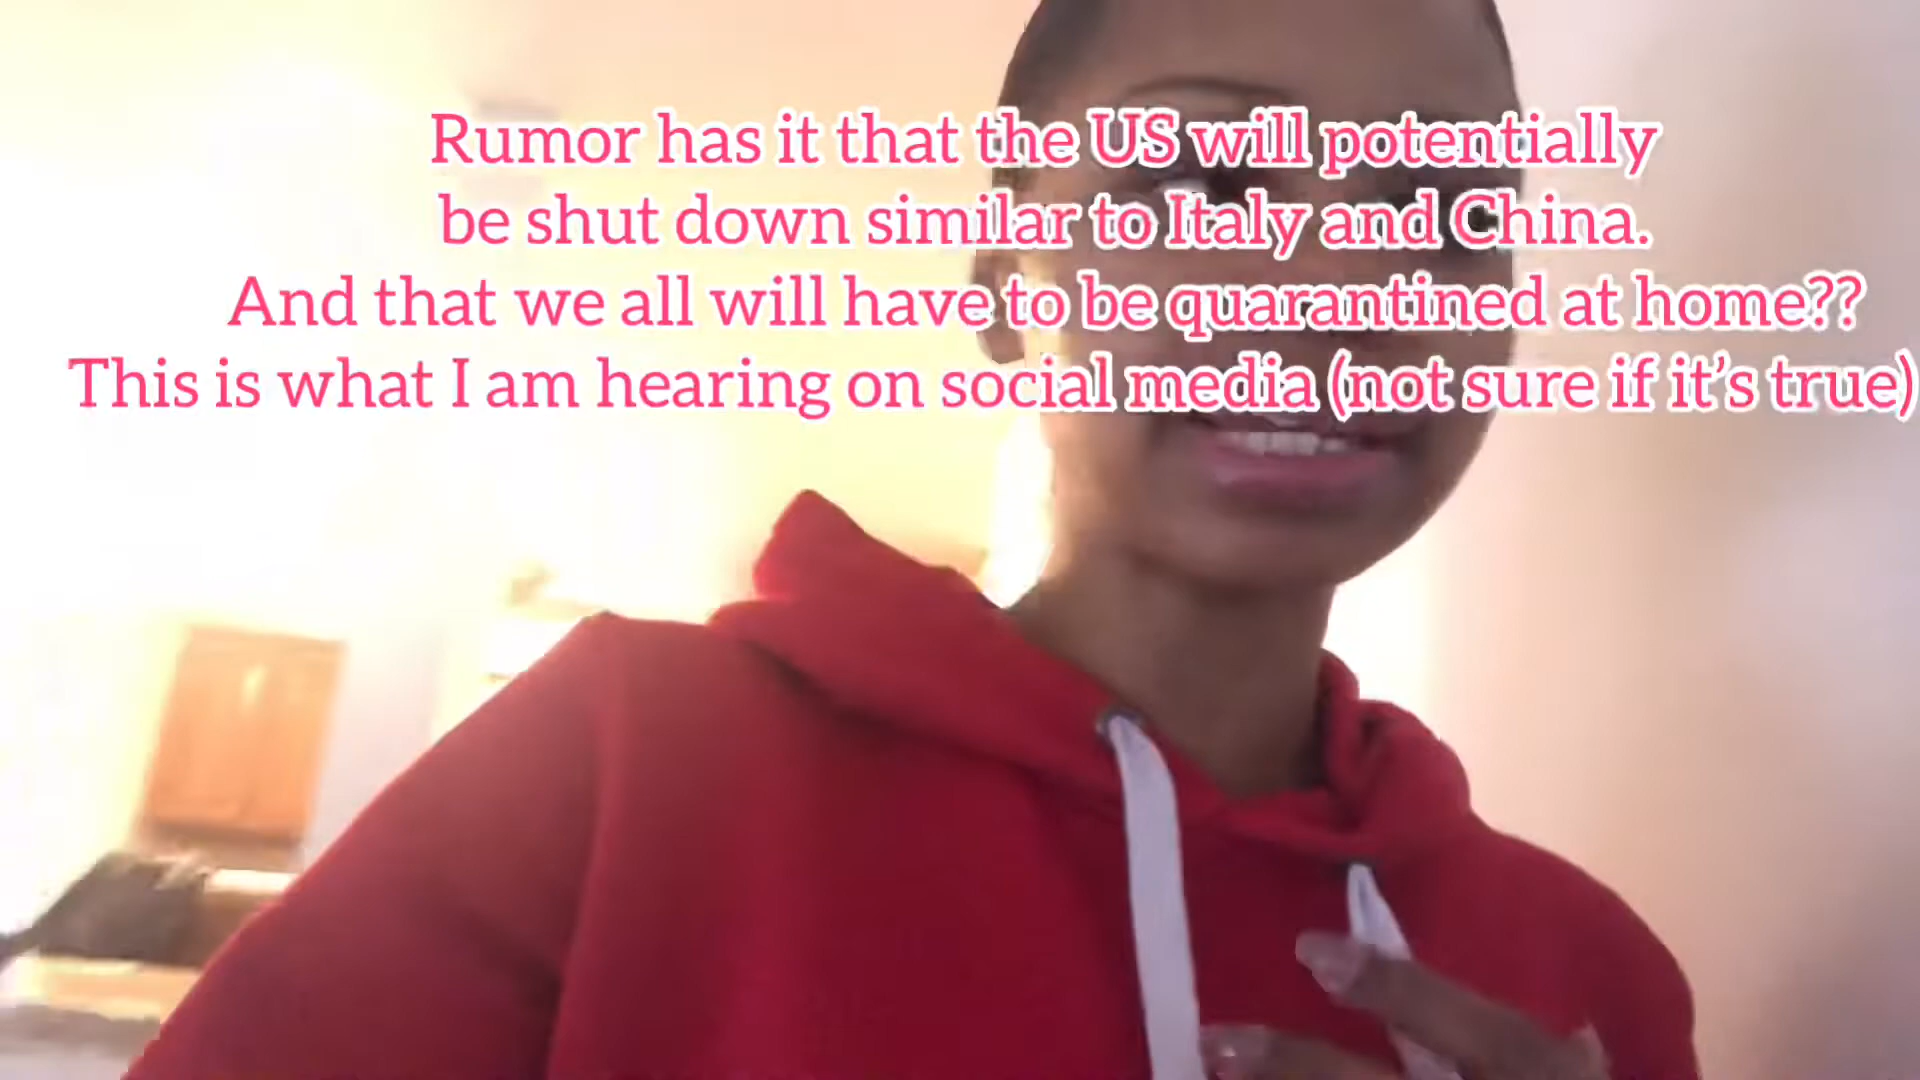 Rumor has it that the US will potentially
be shut down similar to Italy and China.
And that we all will have to be quarantined at home??
This is what I am hearing on social media (not sure if it’s true)